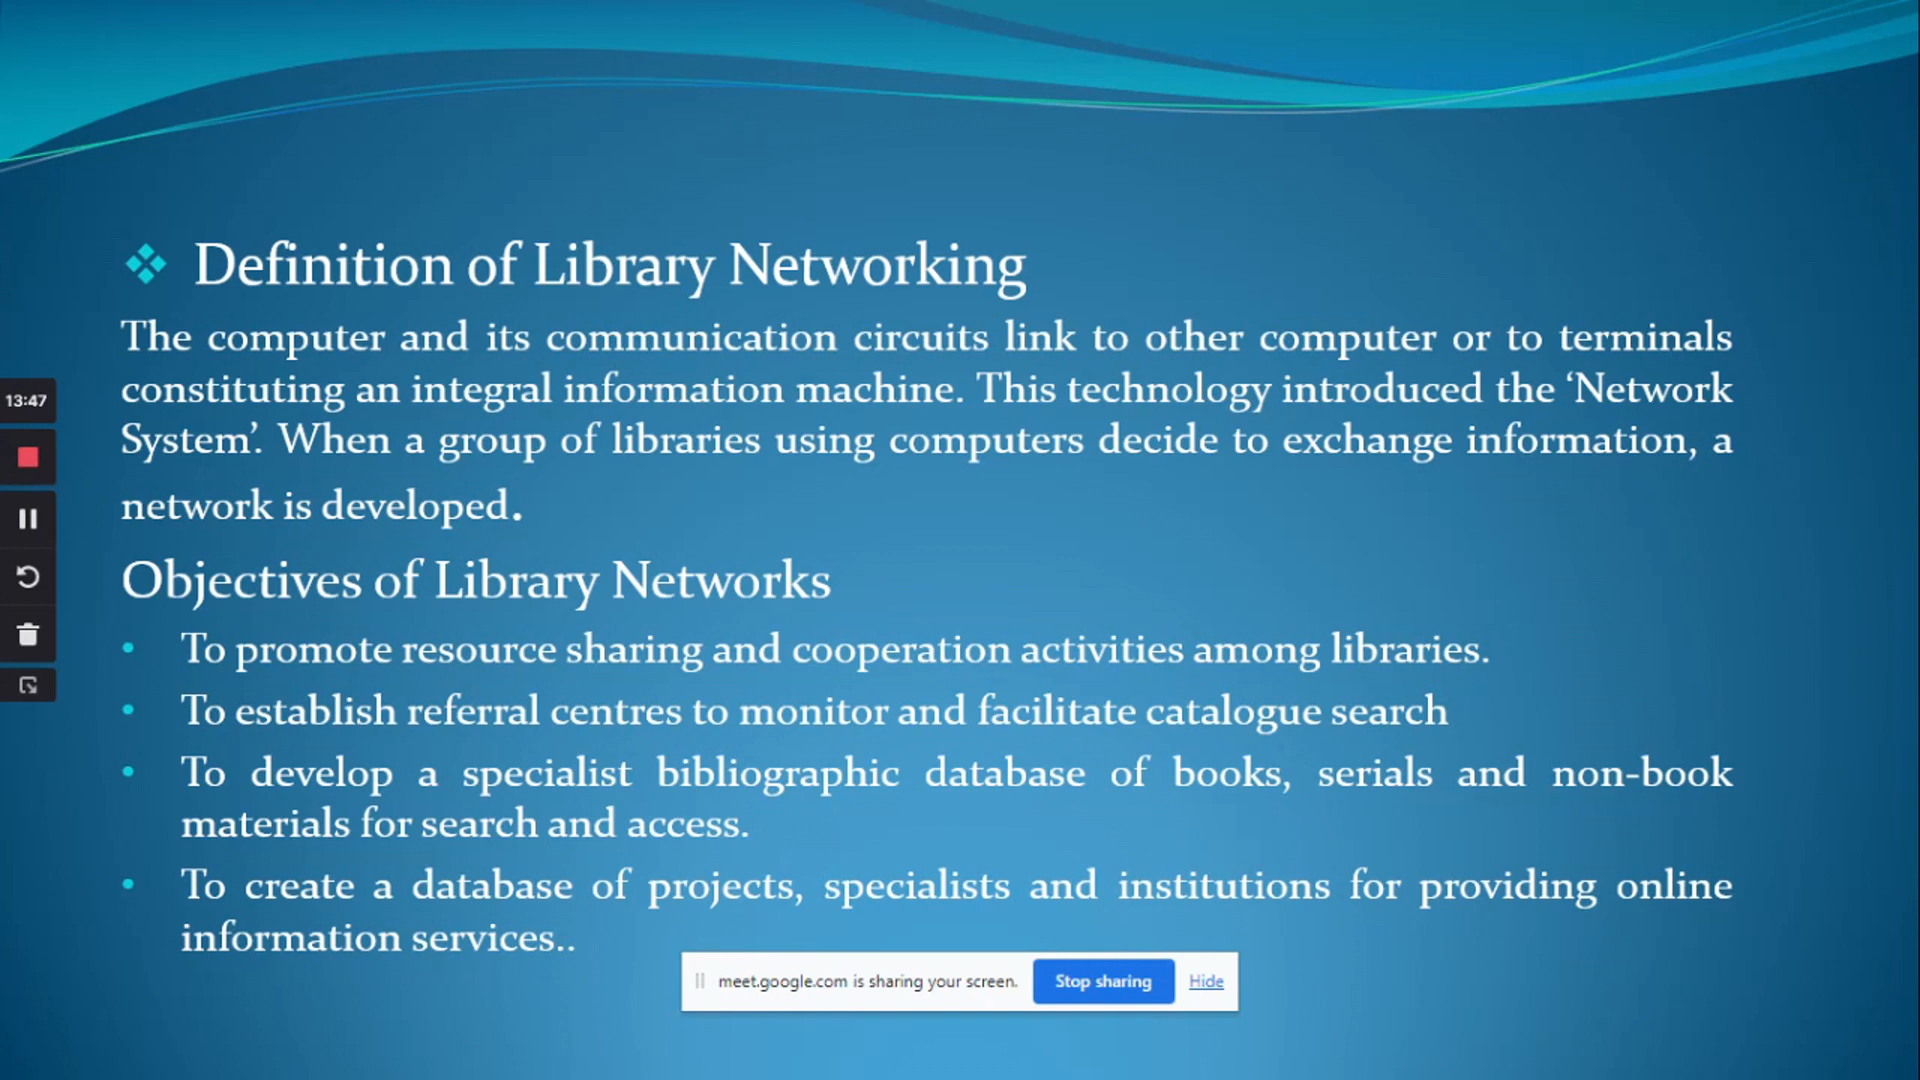 Definition of Library Networking
The computer and its communication circuits link to other computer or to terminals
constituting an integral information machine. This technology introduced the ‘Network
System’. When a group of libraries using computers decide to exchange information, a
network is developed.
Objectives of Library Networks
• To promote resource sharing and cooperation activities among libraries.
• To establish referral centres to monitor and facilitate catalogue search
• To develop a specialist bibliographic database of books, serials and non-book
materials for search and access.
• To create a database of projects, specialists and institutions for providing online
information services..
13:47
meet.google.com is sharing your screen. Stop sharing Hide